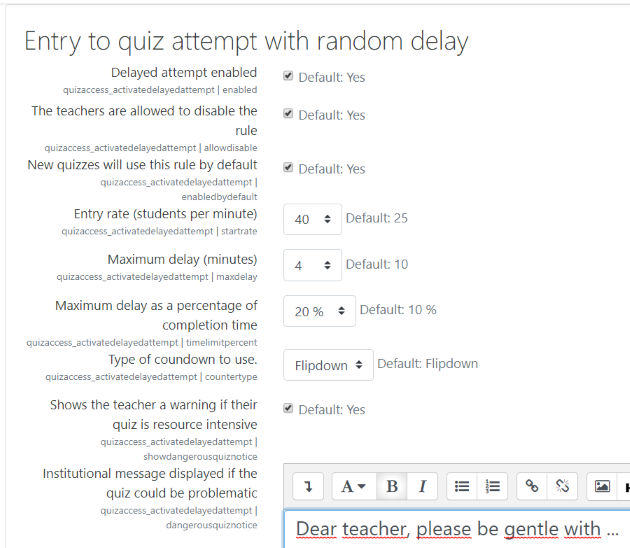 Entry to quiz attempt with random delay
Delayed attempt enabled
Default: Yes
quizaccess_activatedelayedattempt | enabled
The teachers are allowed to disable the
Default: Yes
rule
quizaccess_activatedelayedattempt | allowdisable
New quizzes will use this rule by default
Default: Yes
quizaccess_activatedelayedattempt |
enabledbydefault
Entry rate (students per minute)
40
Default: 25
quizaccess_activatedelayedattempt | startrate
Maximum delay (minutes)
4
Default: 10
quizaccess_activatedelayedattempt | maxdelay
Maximum delay as a percentage of
20 %
Default: 10 %
completion time
quizaccess_activatedelayedattempt | timelimitpercent
Type of coundown to use.
Flipdown
Default: Flipdown
quizaccess_activatedelayedattempt | countertype
Shows the teacher a warning if their
Default: Yes
quiz is resource intensive
quizaccess_activatedelayedattempt |
showdangerousquiznotice
Institutional message displayed if the
quiz could be problematic
A B I
quizaccess_activatedelayedattempt |
dangerousquiznotice
Dear teacher, please be gentle with ...